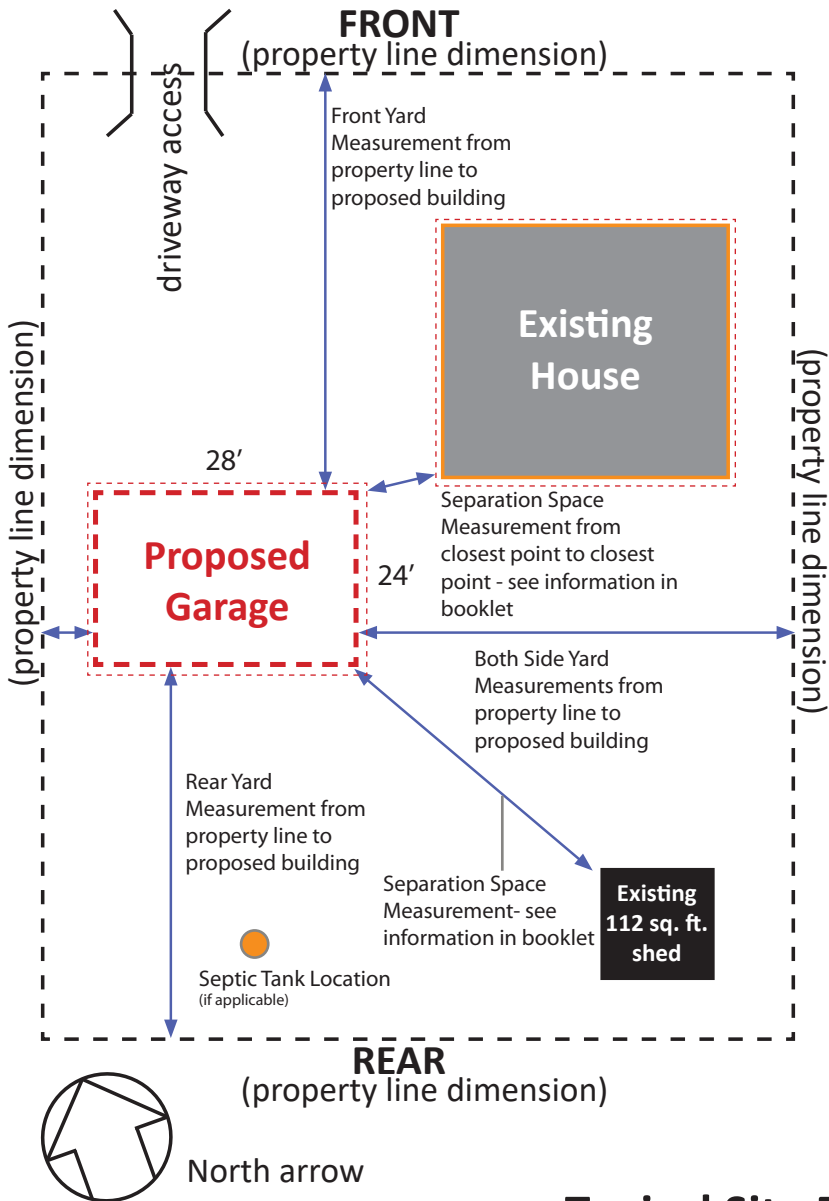 FRONT
(property line dimension)
driveway access
Front Yard
Measurement from
property line to
proposed building
Existing
House
(property line dimension)
(property line dimension)
28’
Proposed
Garage
24’
Separation Space
Measurement from
closest point to closest
point - see information in
booklet
Both Side Yard
Measurements from
property line to
proposed building
Rear Yard
Measurement from
property line to
proposed building
Separation Space
Measurement- see
information in booklet
Existing
112 sq. ft.
shed
Septic Tank Location
(if applicable)
REAR
(property line dimension)
North arrow